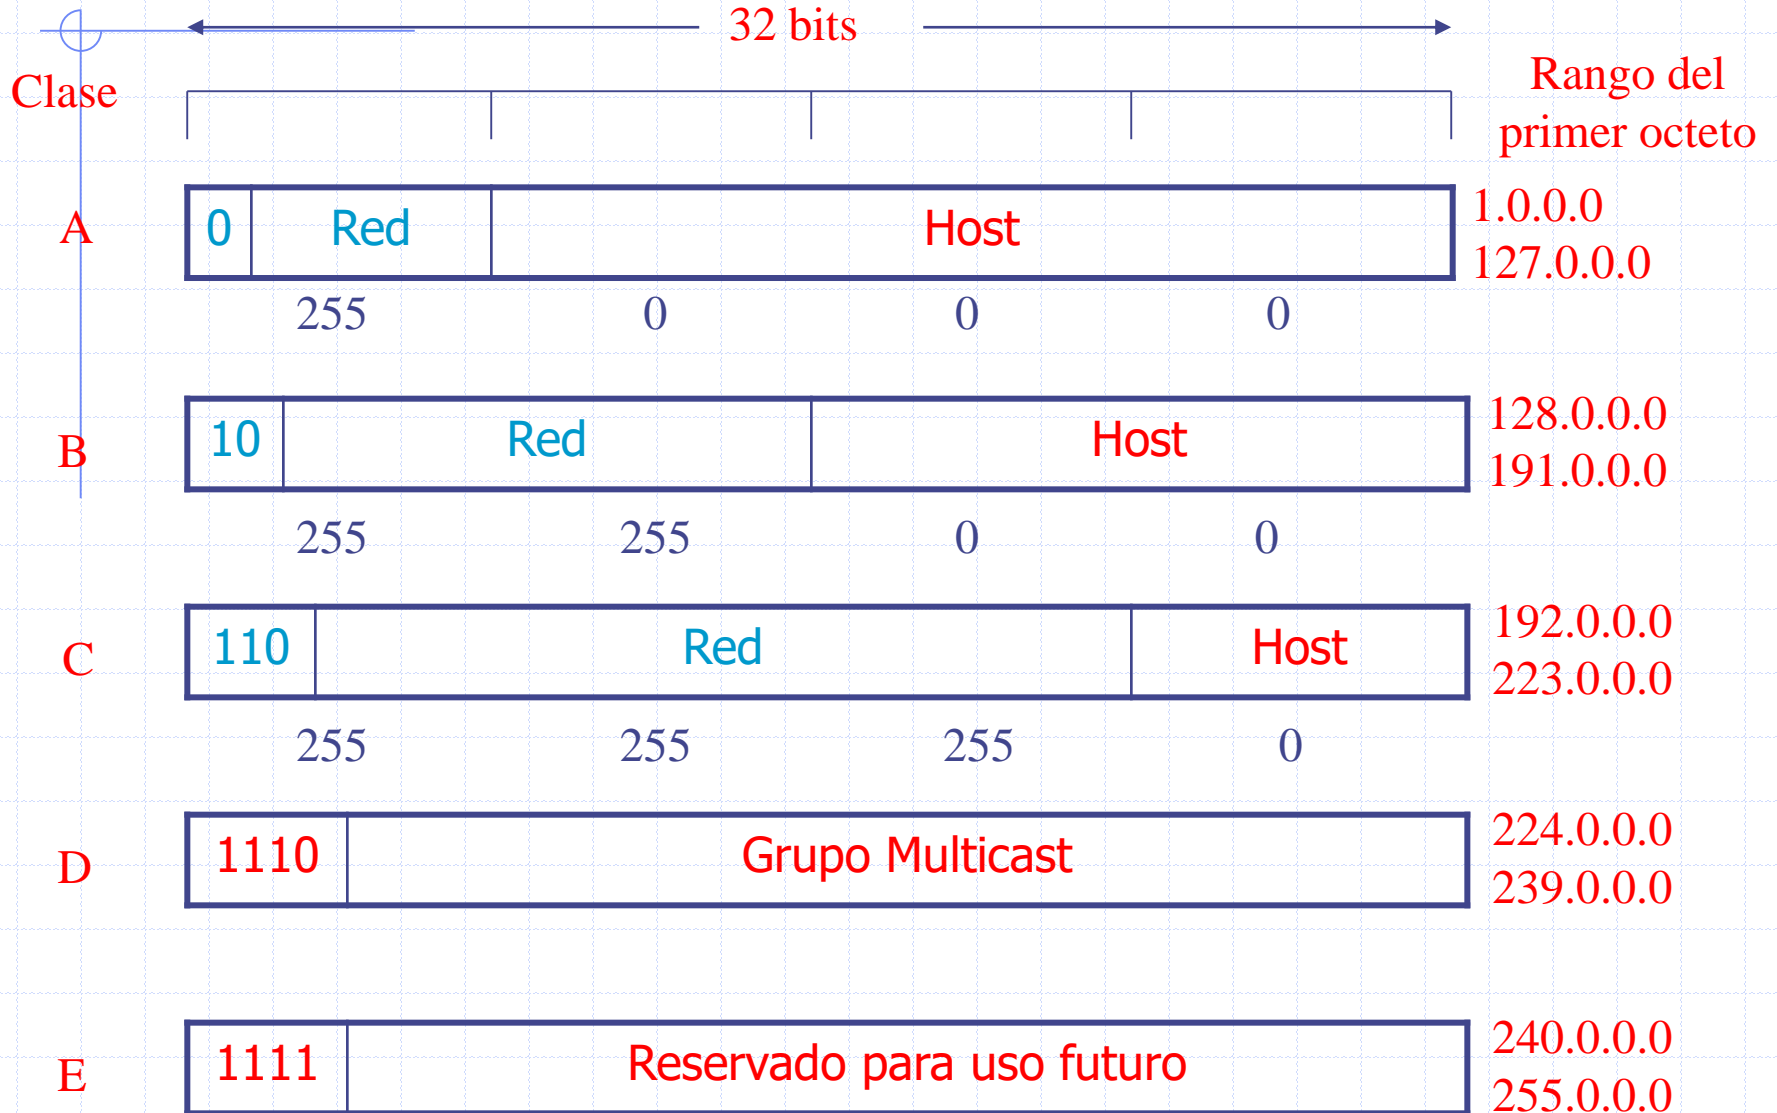 32 bits
Clase
Rango del
primer octeto
A
0 Red Host
1.0.0.0
127.0.0.0
255 0 0 0
B
10 Red Host
128.0.0.0
191.0.0.0
255 255 0 0
C
110 Red Host
192.0.0.0
223.0.0.0
255 255 255 0
D
1110 Grupo Multicast
224.0.0.0
239.0.0.0
E
1111 Reservado para uso futuro
240.0.0.0
255.0.0.0